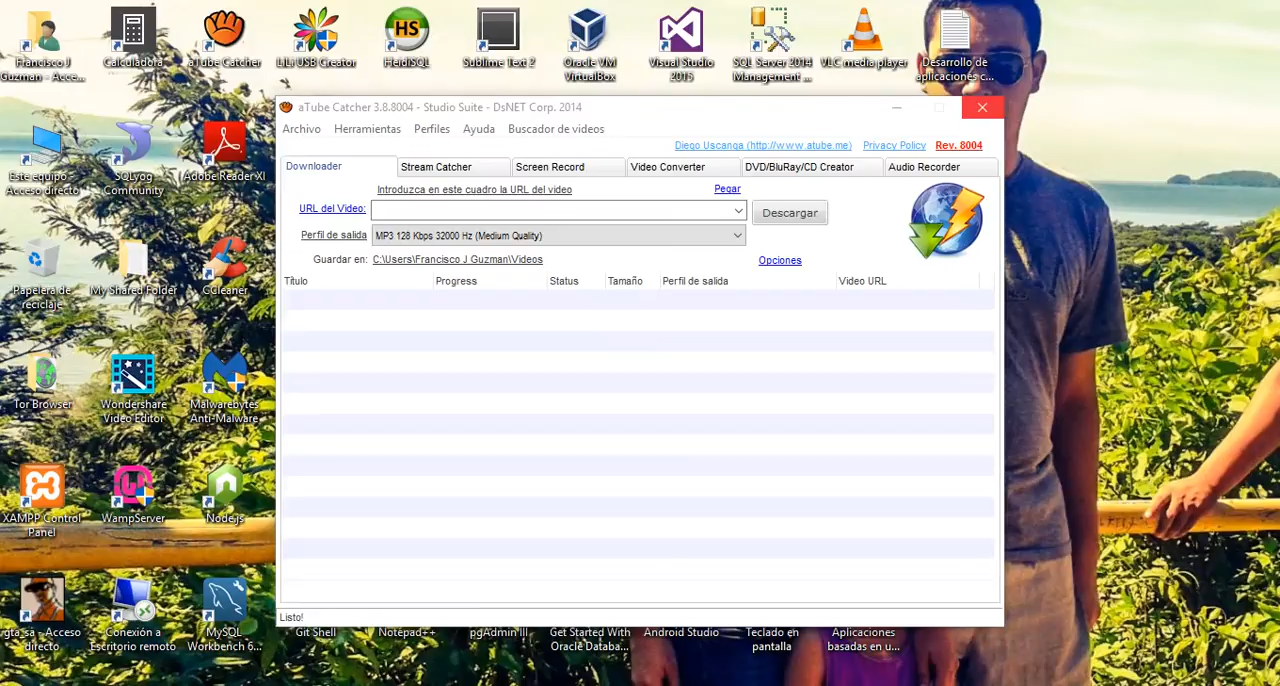 Francisco J
Guzman - Acce...
Calculadora
aTube Catcher
LiLi USB Creator
HS
HeidiSQL
Sublime Text 2
Oracle VM
VirtualBox
Visual Studio
2015
SQL Server 2014
Management ...
VLC media player
Desarrollo de
aplicaciones c...
Este equipo -
Acceso directo
SQLyog
Community
Adobe Reader XI
Papelera de
reciclaje
My Shared Folder
CCleaner
Tor Browser
Wondershare
Video Editor
Malwarebytes
Anti-Malware
XAMPP Control
Panel
WampServer
Node.js
gta_sa - Acceso
directo
Conexión a
Escritorio remoto
MySQL
Workbench 6...
aTube Catcher 3.8.8004 - Studio Suite - DsNET Corp. 2014
Archivo Herramientas Perfiles Ayuda Buscador de videos
Diego Uscanga (http://www.atube.me) Privacy Policy Rev. 8004
Downloader Stream Catcher Screen Record Video Converter DVD/BluRay/CD Creator Audio Recorder
Introduzca en este cuadro la URL del video Pegar
URL del Video: Descargar
Perfil de salida MP3 128 Kbps 32000 Hz (Medium Quality)
Guardar en: C:\Users\Francisco J Guzman\Videos Opciones
Título Progress Status Tamaño Perfil de salida Video URL
Listo!
Git Shell
Notepad++
pgAdmin III
Get Started With
Oracle Databa...
Android Studio
Teclado en
pantalla
Aplicaciones
basadas en u...